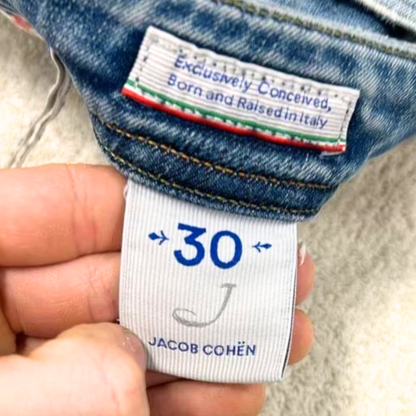 Exclusively Conceived,
Born and Raised in Italy
30
J
JACOB COHËN